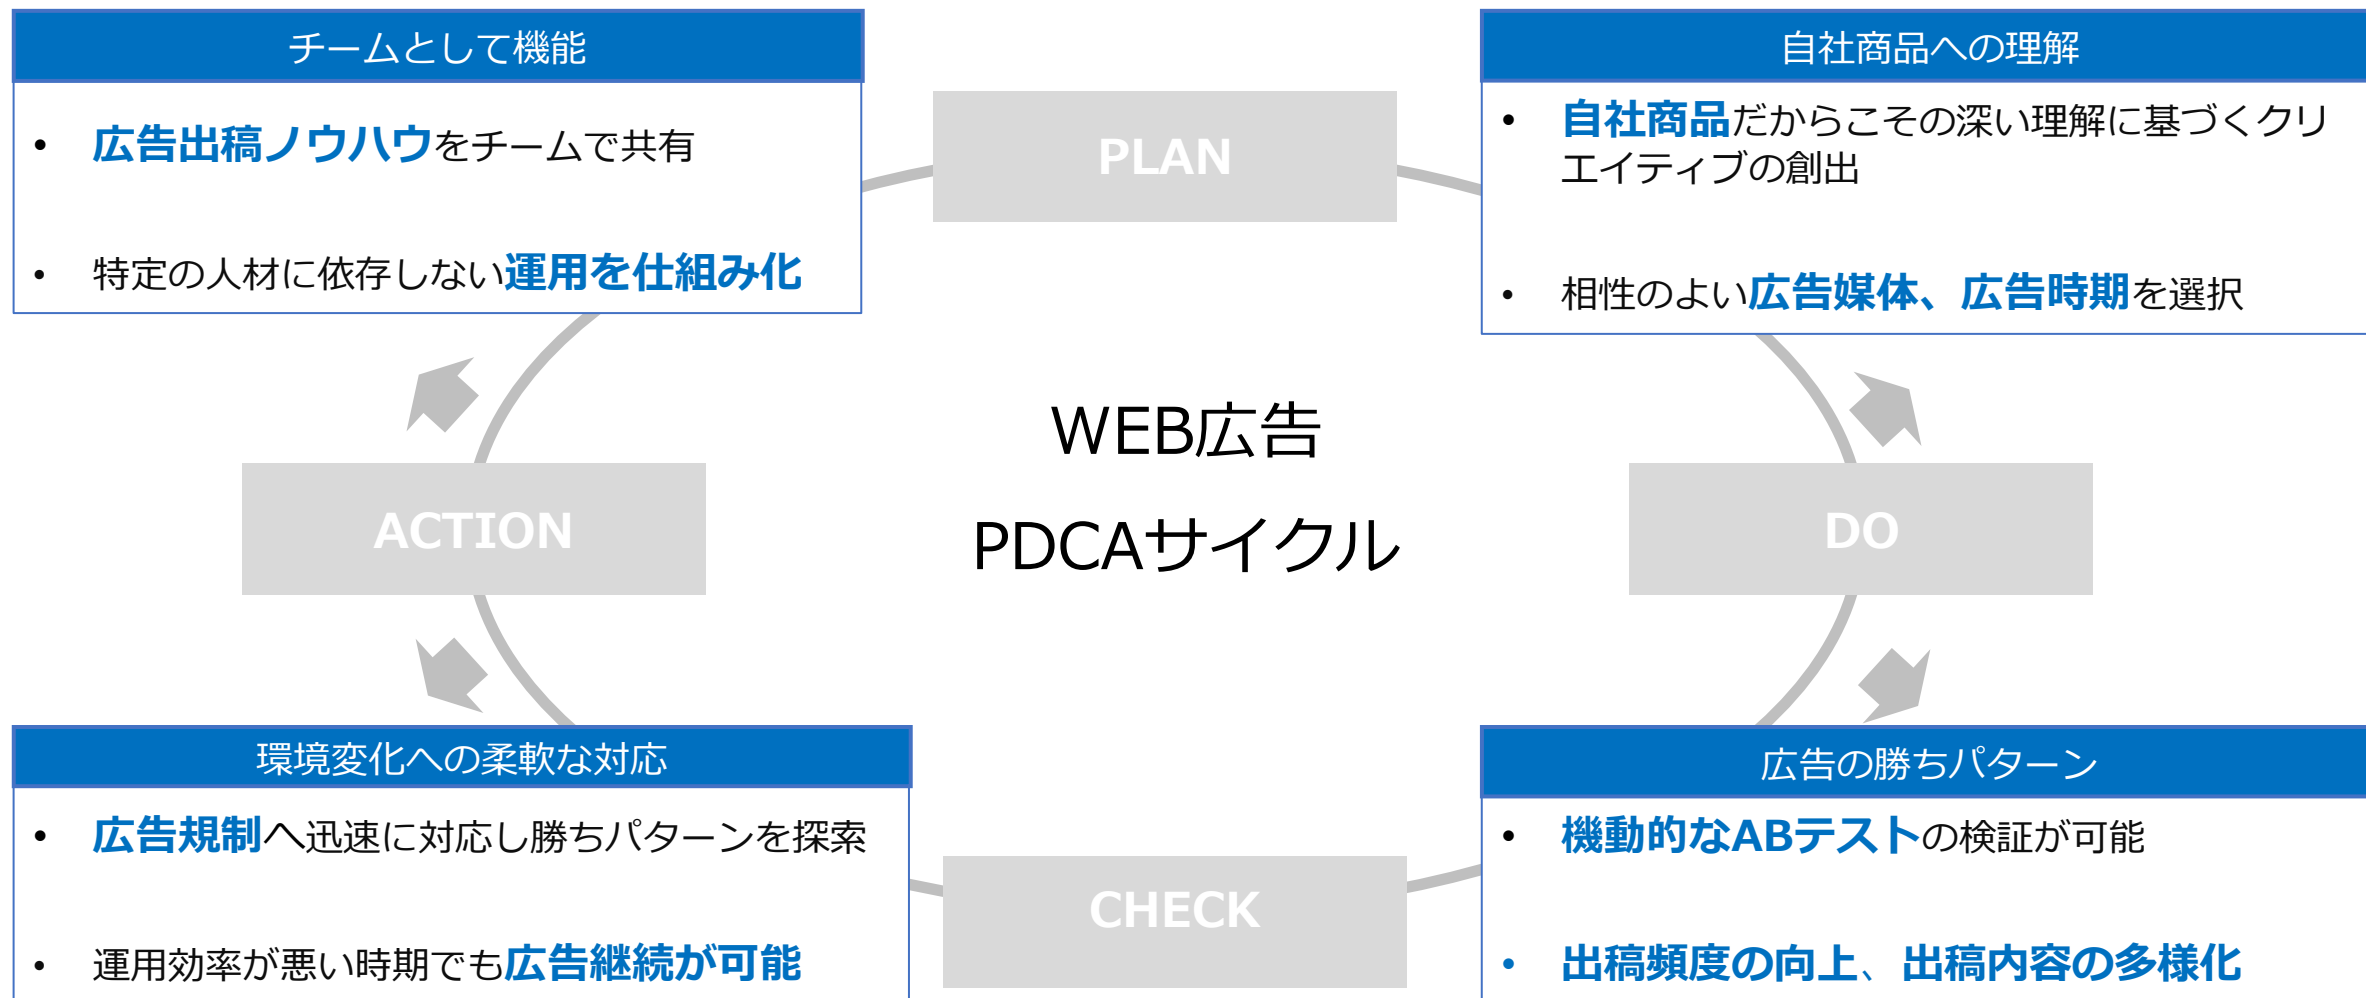 チームとして機能
• 広告出稿ノウハウをチームで共有
• 特定の人材に依存しない運用を仕組み化
PLAN
自社商品への理解
• 自社商品だからこその深い理解に基づくクリ
エイティブの創出
• 相性のよい広告媒体、広告時期を選択
WEB広告
PDCAサイクル
ACTION
DO
環境変化への柔軟な対応
• 広告規制へ迅速に対応し勝ちパターンを探索
• 運用効率が悪い時期でも広告継続が可能
CHECK
広告の勝ちパターン
• 機動的なABテストの検証が可能
• 出稿頻度の向上、出稿内容の多様化